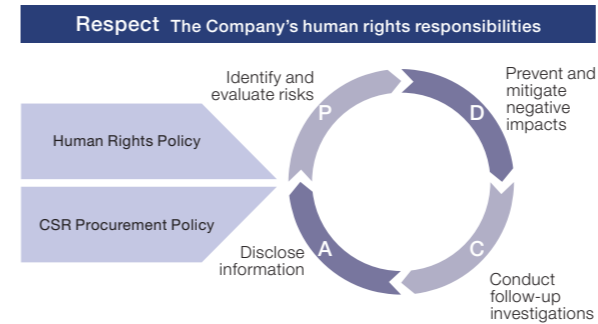 Respect The Company's human rights responsibilities
Human Rights Policy
CSR Procurement Policy
Identify and
evaluate risks
P
Prevent and
mitigate
negative
impacts
D
Conduct
follow-up
investigations
C
Disclose
information
A